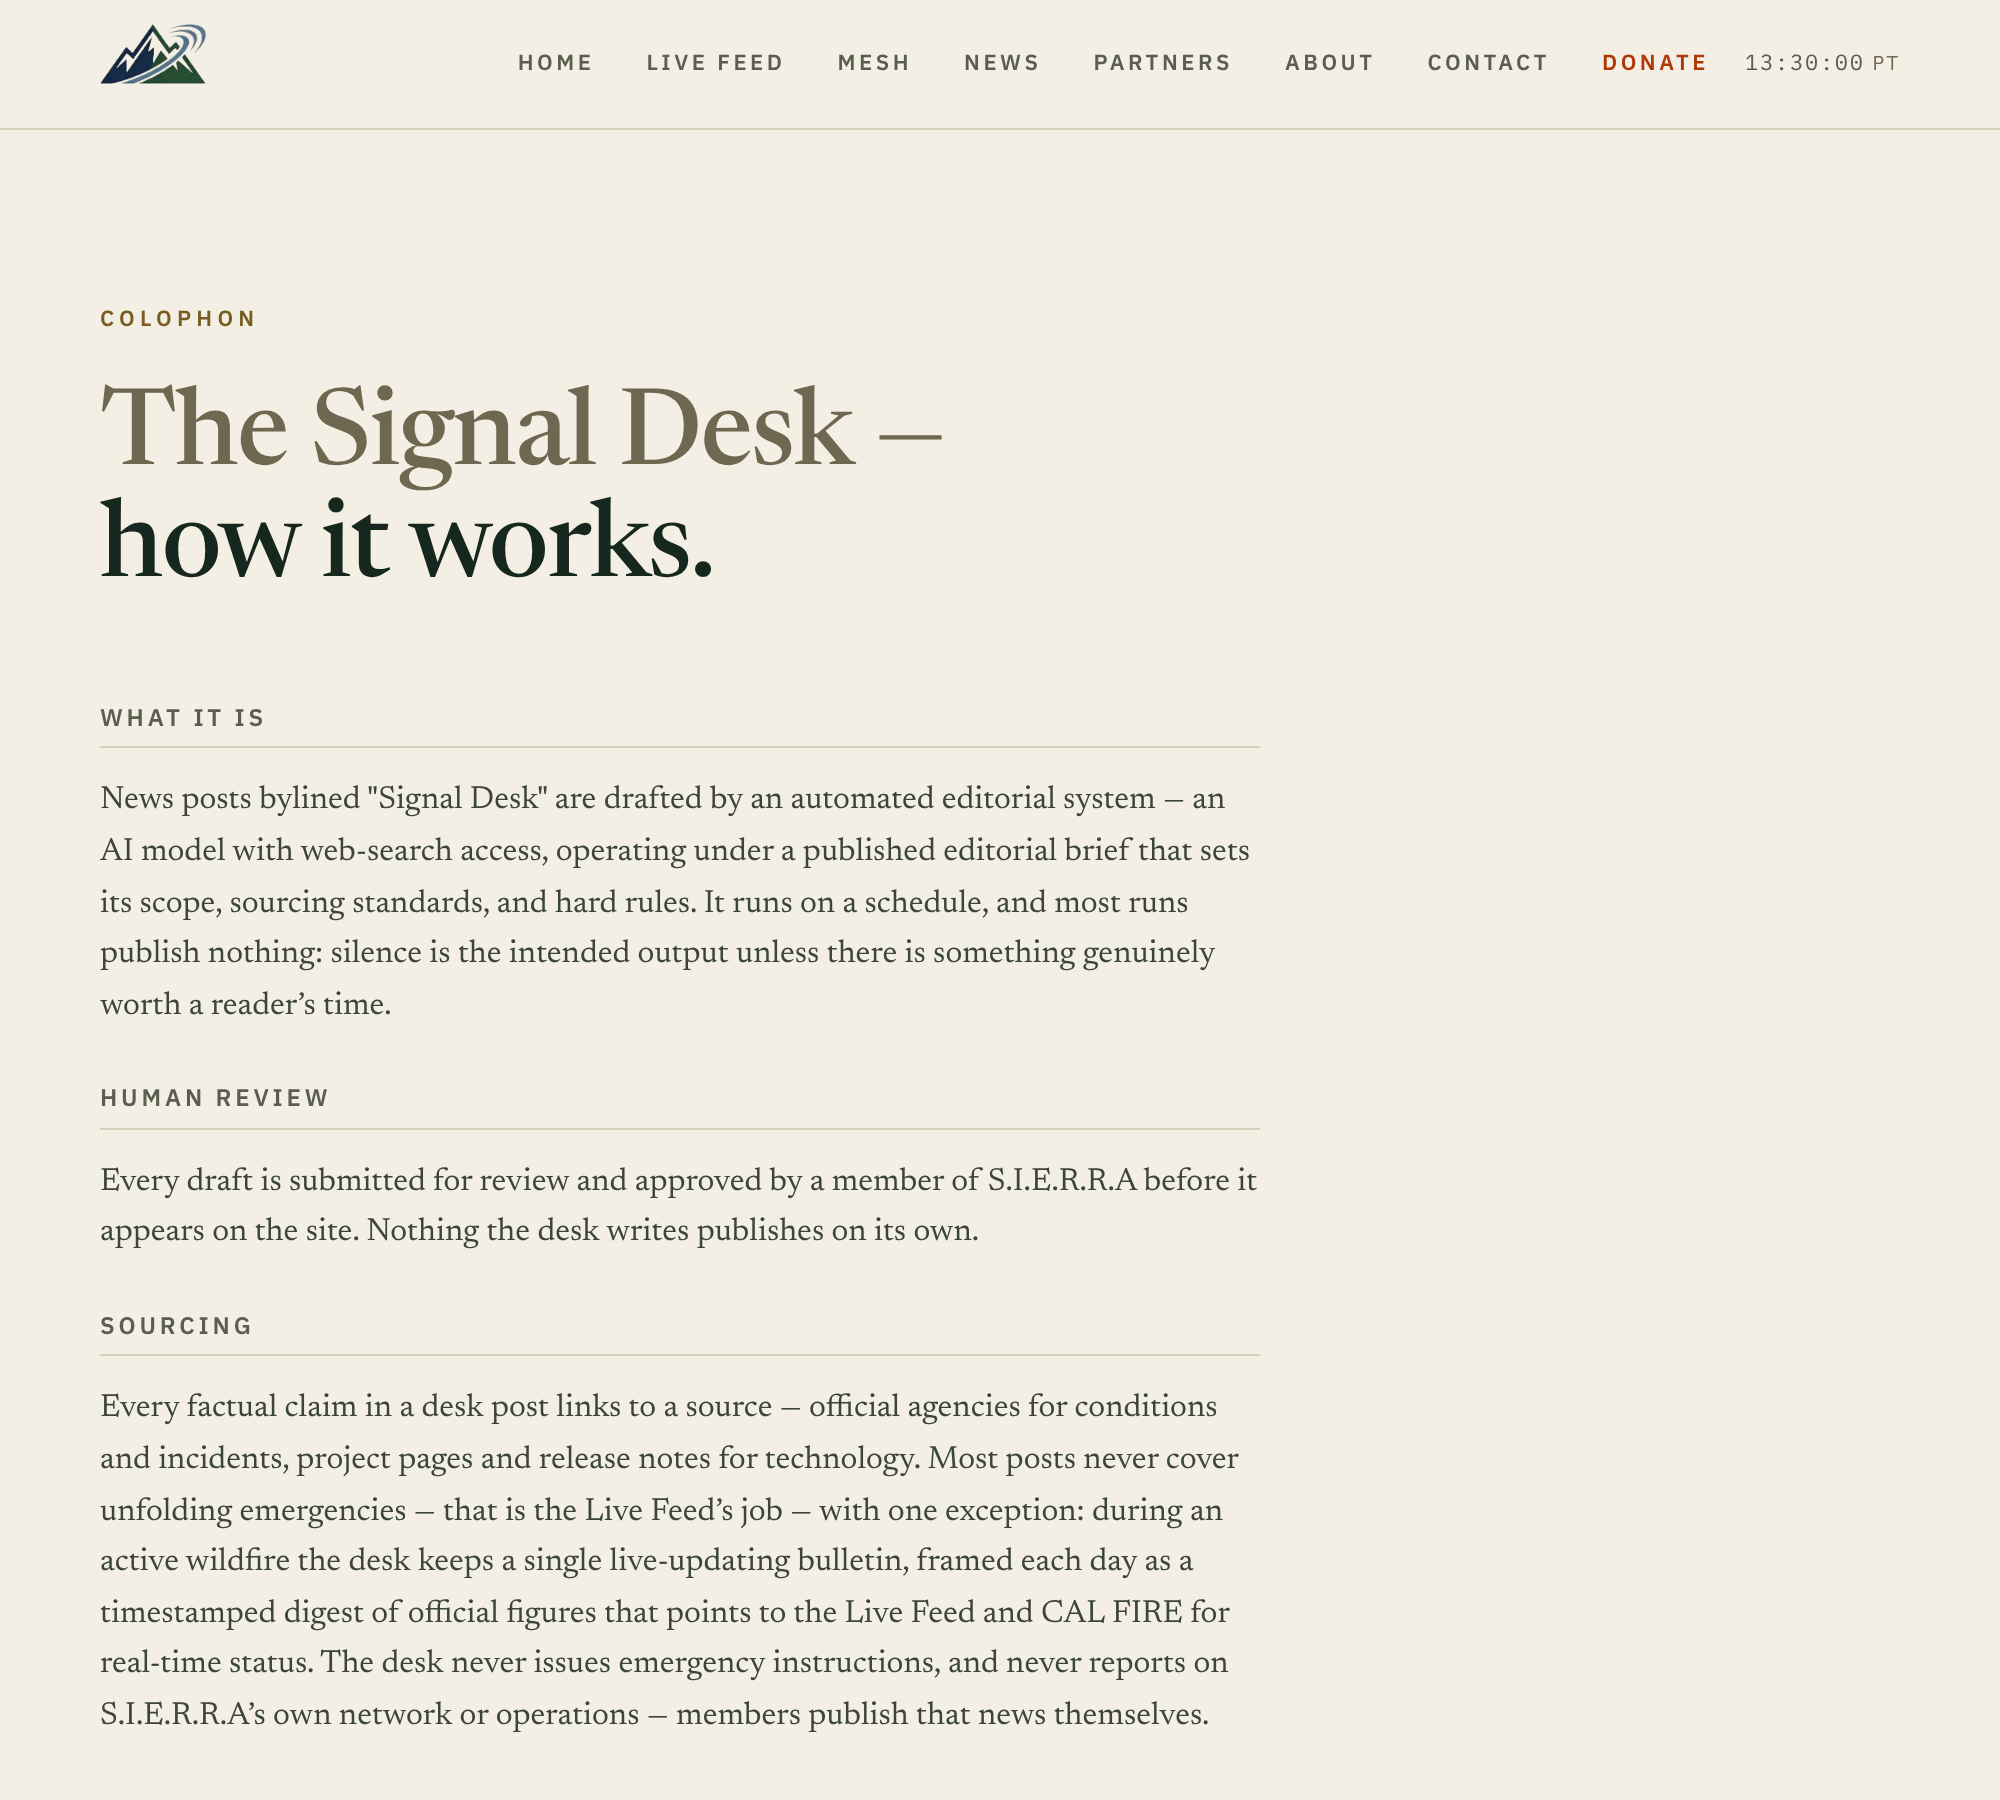 HOME LIVE FEED MESH NEWS PARTNERS ABOUT CONTACT DONATE 13:30:00 PT
COLOPHON
The Signal Desk —
how it works.
WHAT IT IS
News posts bylined "Signal Desk" are drafted by an automated editorial system — an
AI model with web-search access, operating under a published editorial brief that sets
its scope, sourcing standards, and hard rules. It runs on a schedule, and most runs
publish nothing: silence is the intended output unless there is something genuinely
worth a reader’s time.
HUMAN REVIEW
Every draft is submitted for review and approved by a member of S.I.E.R.R.A before it
appears on the site. Nothing the desk writes publishes on its own.
SOURCING
Every factual claim in a desk post links to a source — official agencies for conditions
and incidents, project pages and release notes for technology. Most posts never cover
unfolding emergencies — that is the Live Feed’s job — with one exception: during an
active wildfire the desk keeps a single live-updating bulletin, framed each day as a
timestamped digest of official figures that points to the Live Feed and CAL FIRE for
real-time status. The desk never issues emergency instructions, and never reports on
S.I.E.R.R.A’s own network or operations — members publish that news themselves.